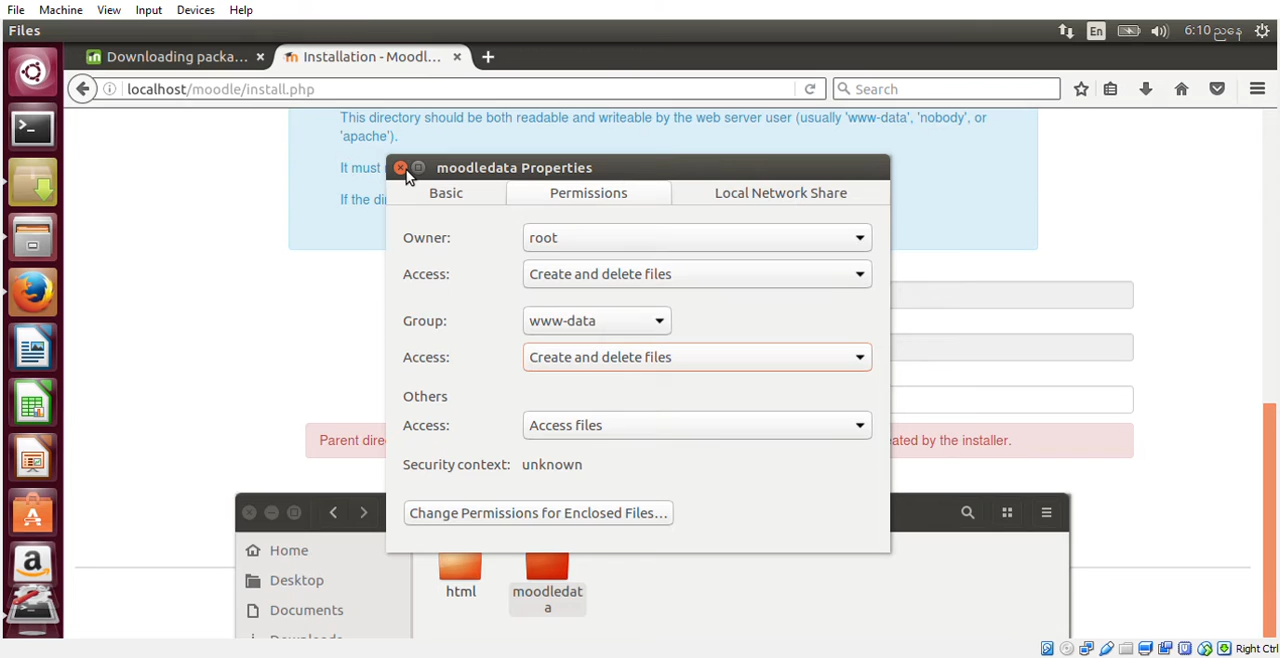 File Machine View Input Devices Help
Files En 6:10 ညနေ
Downloading packa... Installation - Moodl...
localhost/moodle/install.php Search
This directory should be both readable and writeable by the web server user (usually 'www-data', 'nobody', or
'apache').
It must
If the di
moodledata Properties
Basic Permissions Local Network Share
Owner: root
Access: Create and delete files
Group: www-data
Access: Create and delete files
Others
Access: Access files
Parent dire eated by the installer.
Security context: unknown
Change Permissions for Enclosed Files...
Home
Desktop
Documents
html moodledat
a
Right Ctrl